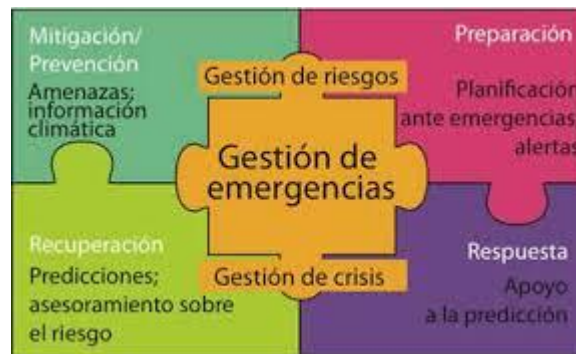 Mitigación/
Prevención
Amenazas;
información
climática
Preparación
Planificación
ante emergencias
alertas
Gestión de riesgos
Gestión de
emergencias
Gestión de crisis
Recuperación
Predicciones;
asesoramiento sobre
el riesgo
Respuesta
Apoyo
a la predicción